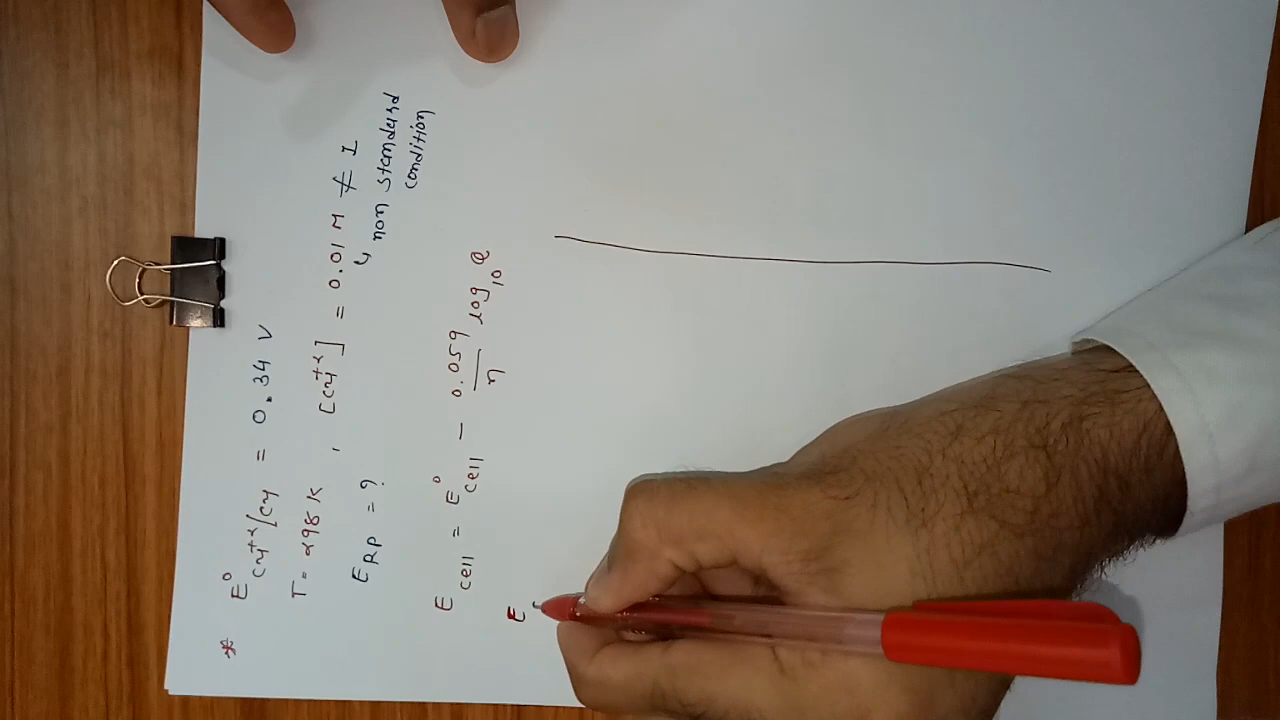 * E° Cu+2/Cu = 0.34 V
T = 298 K , [Cu+2] = 0.01 M ≠ 1
↳ non standard
condition
ERP = ?
E cell = E° cell - 0.059/n log10 Q
E